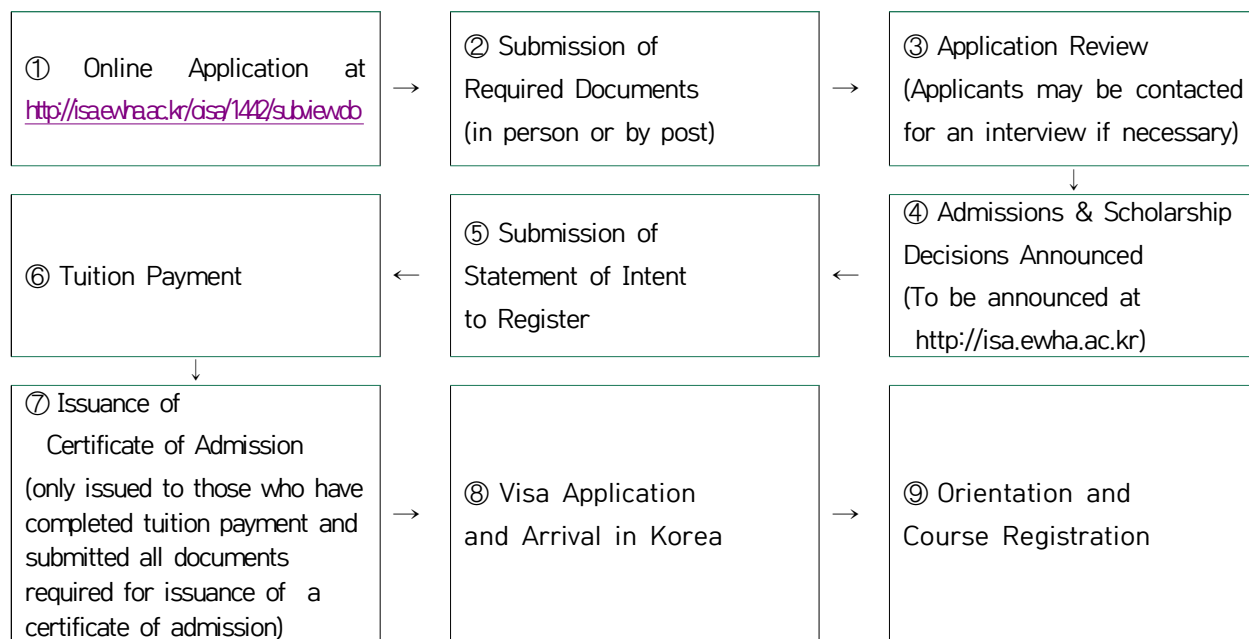 ① Online Application at
http://isa.ewha.ac.kr/oisa/1442/subview.do
→
② Submission of
Required Documents
(in person or by post)
→
③ Application Review
(Applicants may be contacted
for an interview if necessary)
↓
④ Admissions & Scholarship
Decisions Announced
(To be announced at
http://isa.ewha.ac.kr)
←
⑤ Submission of
Statement of Intent
to Register
←
⑥ Tuition Payment
↓
⑦ Issuance of
Certificate of Admission
(only issued to those who have
completed tuition payment and
submitted all documents
required for issuance of a
certificate of admission)
→
⑧ Visa Application
and Arrival in Korea
→
⑨ Orientation and
Course Registration